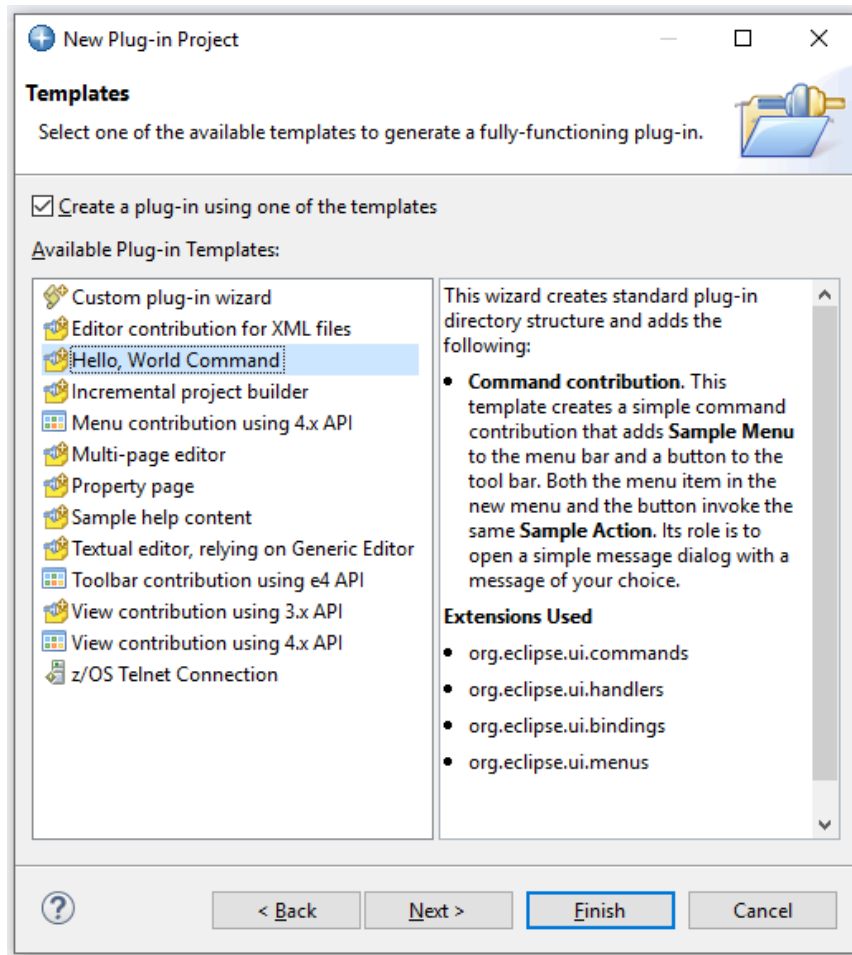 New Plug-in Project
Templates
Select one of the available templates to generate a fully-functioning plug-in.
Create a plug-in using one of the templates
Available Plug-in Templates:
Custom plug-in wizard
Editor contribution for XML files
Hello, World Command
Incremental project builder
Menu contribution using 4.x API
Multi-page editor
Property page
Sample help content
Textual editor, relying on Generic Editor
Toolbar contribution using e4 API
View contribution using 3.x API
View contribution using 4.x API
z/OS Telnet Connection
This wizard creates standard plug-in
directory structure and adds the
following:
• Command contribution. This
template creates a simple command
contribution that adds Sample Menu
to the menu bar and a button to the
tool bar. Both the menu item in the
new menu and the button invoke the
same Sample Action. Its role is to
open a simple message dialog with a
message of your choice.
Extensions Used
• org.eclipse.ui.commands
• org.eclipse.ui.handlers
• org.eclipse.ui.bindings
• org.eclipse.ui.menus
?
< Back
Next >
Finish
Cancel